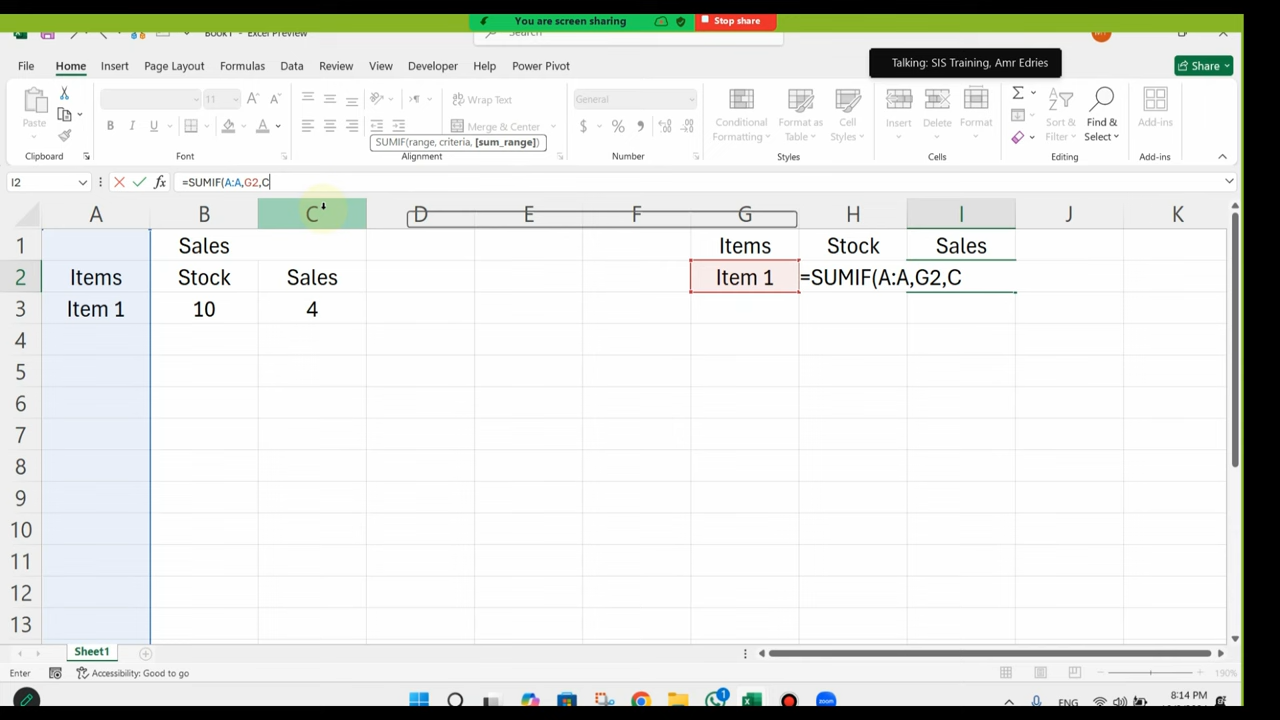 You are screen sharing
Stop share
Book1 - Excel Preview
Search
File Home Insert Page Layout Formulas Data Review View Developer Help Power Pivot
Talking: SIS Training, Amr Edries
Share
Paste
11
Wrap Text
General
Merge & Center
Conditional Formatting
Format as Table
Cell Styles
Insert
Delete
Format
Sort & Filter
Find & Select
Add-ins
SUMIF(range, criteria, [sum_range])
Clipboard Font Alignment Number Styles Cells Editing Add-ins
I2 fx =SUMIF(A:A,G2,C
A B C D E F G H I J K
1 Sales Items Stock Sales
2 Items Stock Sales Item 1 =SUMIF(A:A,G2,C
3 Item 1 10 4
4
5
6
7
8
9
10
11
12
13
Sheet1
Enter Accessibility: Good to go 190%
1
ENG
8:14 PM